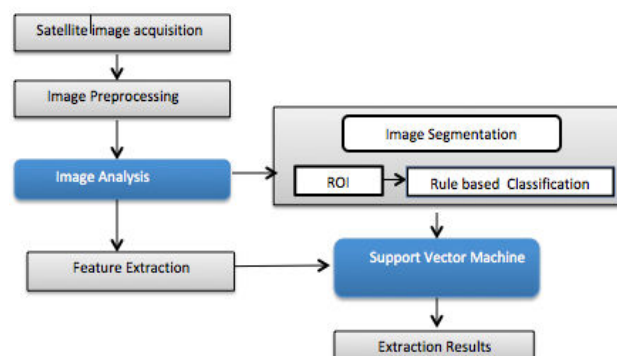 Satellite image acquisition
Image Preprocessing
Image Segmentation
Image Analysis
ROI
Rule based Classification
Feature Extraction
Support Vector Machine
Extraction Results